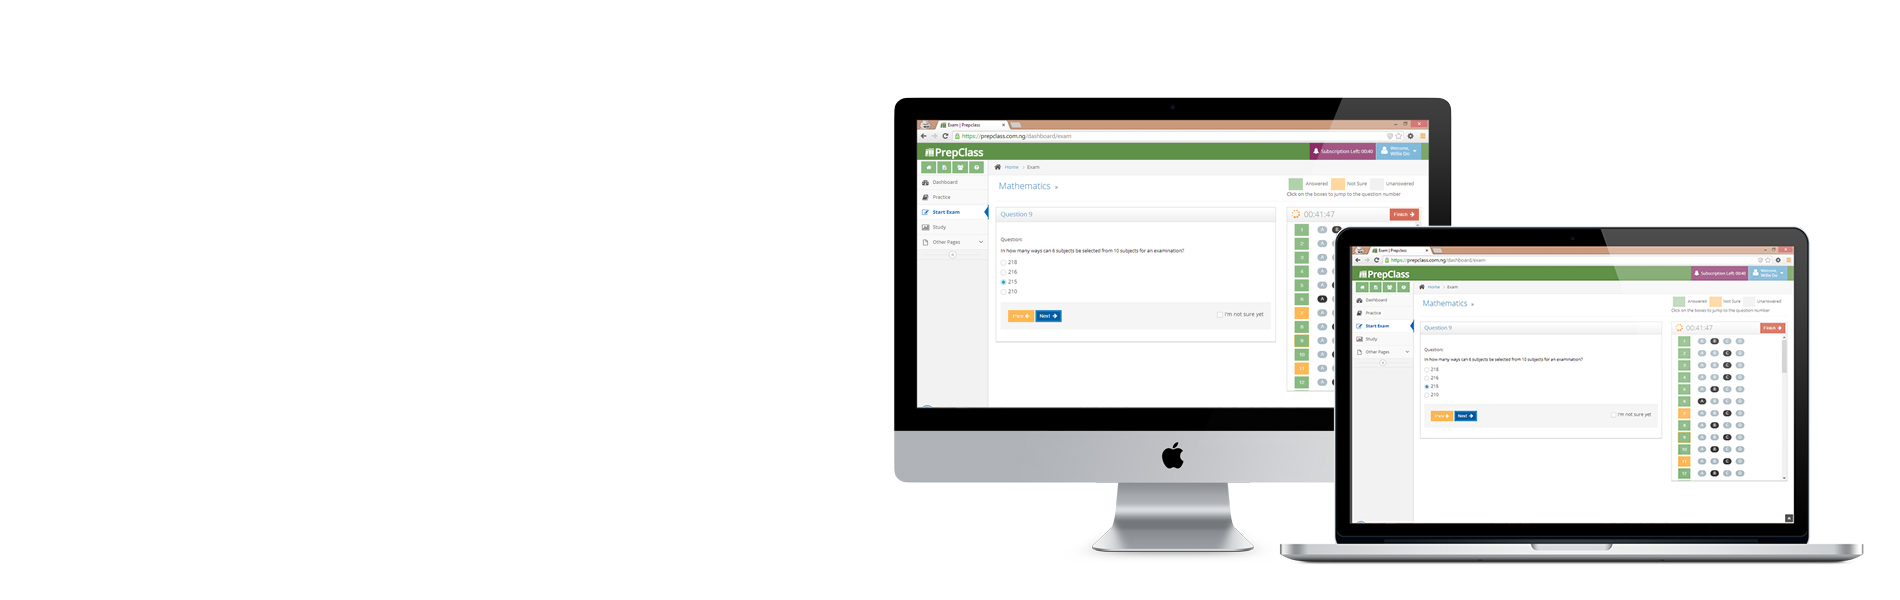 Exam | Prepclass
https://prepclass.com.ng/dashboard/exam
PrepClass
Subscription Left: 00:40
Welcome,
Willie Do
Home
Exam
Dashboard
Practice
Start Exam
Study
Other Pages
Mathematics »
Answered
Not Sure
Unanswered
Click on the boxes to jump to the question number
Question 9
00:41:47
Finish
Question:
In how many ways can 6 subjects be selected from 10 subjects for an examination?
218
216
215
210
Prev
Next
I'm not sure yet
1 A B
2 A
3 A
4 A
5 A
6 A
7 A
8 A
9 A
10 A
11 A
12 A
Exam | Prepclass
https://prepclass.com.ng/dashboard/exam
PrepClass
Subscription Left: 00:40
Welcome,
Willie Do
Home
Exam
Dashboard
Practice
Start Exam
Study
Other Pages
Mathematics »
Answered
Not Sure
Unanswered
Click on the boxes to jump to the question number
Question 9
00:41:47
Finish
Question:
In how many ways can 6 subjects be selected from 10 subjects for an examination?
218
216
215
210
Prev
Next
I'm not sure yet
1 A B C D
2 A B C D
3 A B C D
4 A B C D
5 A B C D
6 A B C D
7 A B C D
8 A B C D
9 A B C D
10 A B C D
11 A B C D
12 A B C D